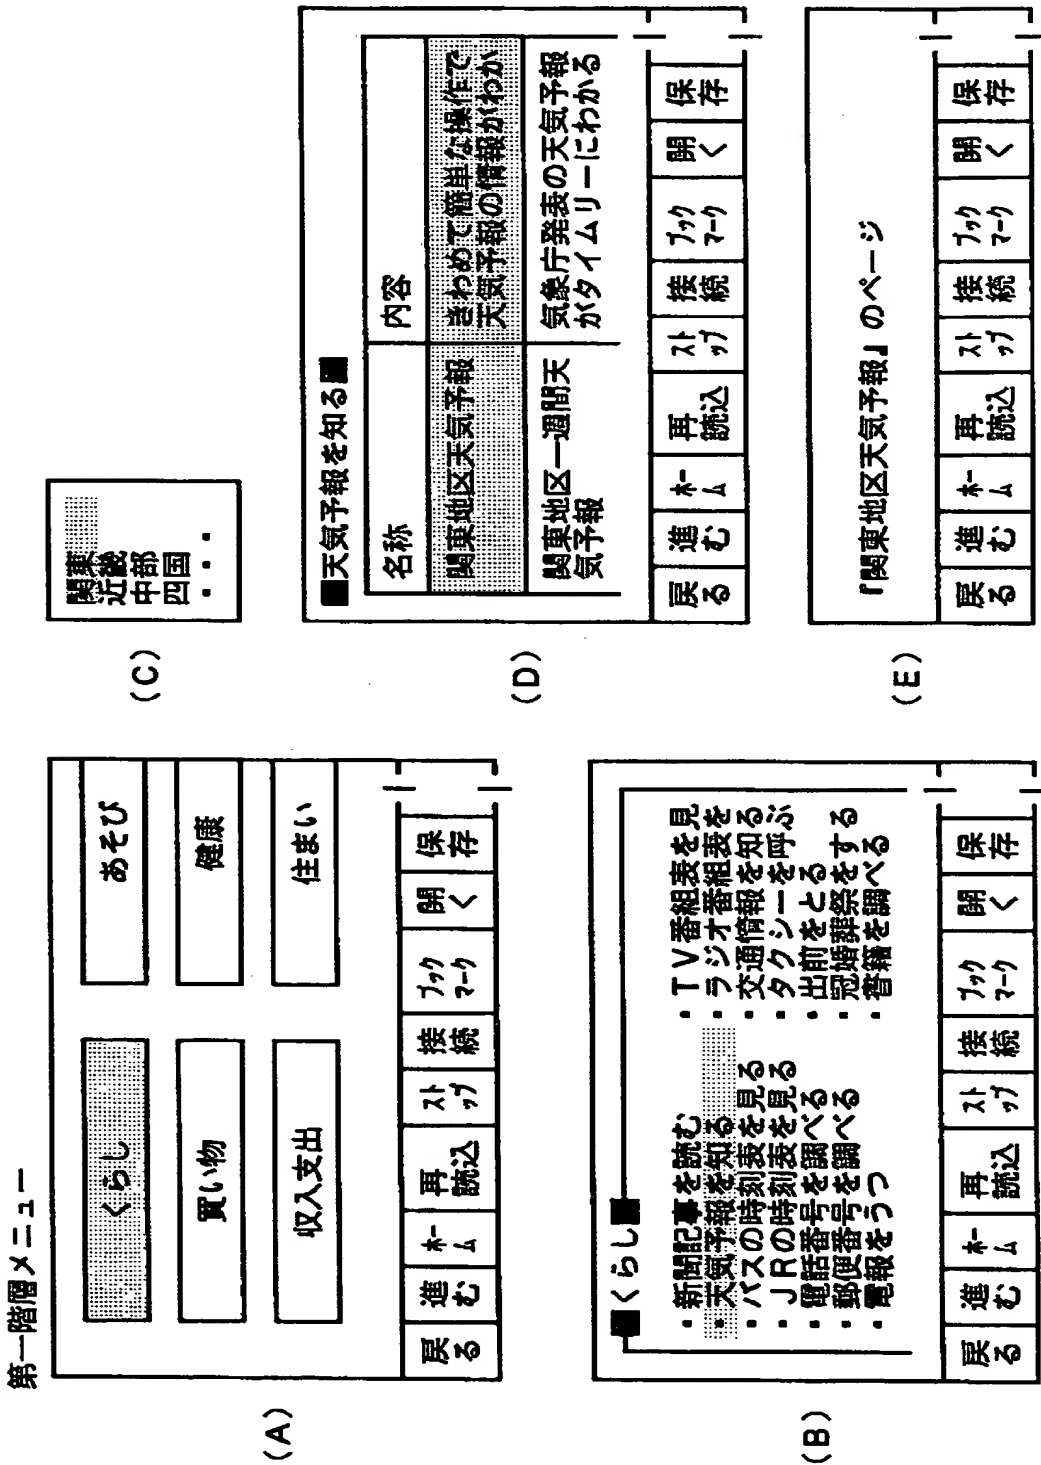 第一階層メニュー
(A)
くらし
あそび
買い物
健康
収入支出
住まい
戻る
進む
ホーム
再読込
ストップ
接続
ブックマーク
開く
保存
(B)
■くらし■
・新聞記事を読む
・天気予報を知る
・バスの時刻表を見る
・JRの時刻表を見る
・電話番号を調べる
・郵便番号を調べる
・電報をうつ
・TV番組表を見
・ラジオ番組表を
・交通情報を知る
・タクシーを呼ぶ
・出前をとる
・冠婚葬祭をする
・書籍を調べる
戻る
進む
ホーム
再読込
ストップ
接続
ブックマーク
開く
保存
(C)
関東
近畿
中部
四国
・・・
(D)
■天気予報を知る■
名称
内容
関東地区天気予報
きわめて簡単な操作で
天気予報の情報がわか
関東地区一週間天
気予報
気象庁発表の天気予報
がタイムリーにわかる
戻る
進む
ホーム
再読込
ストップ
接続
ブックマーク
開く
保存
(E)
『関東地区天気予報』のページ
戻る
進む
ホーム
再読込
ストップ
接続
ブックマーク
開く
保存